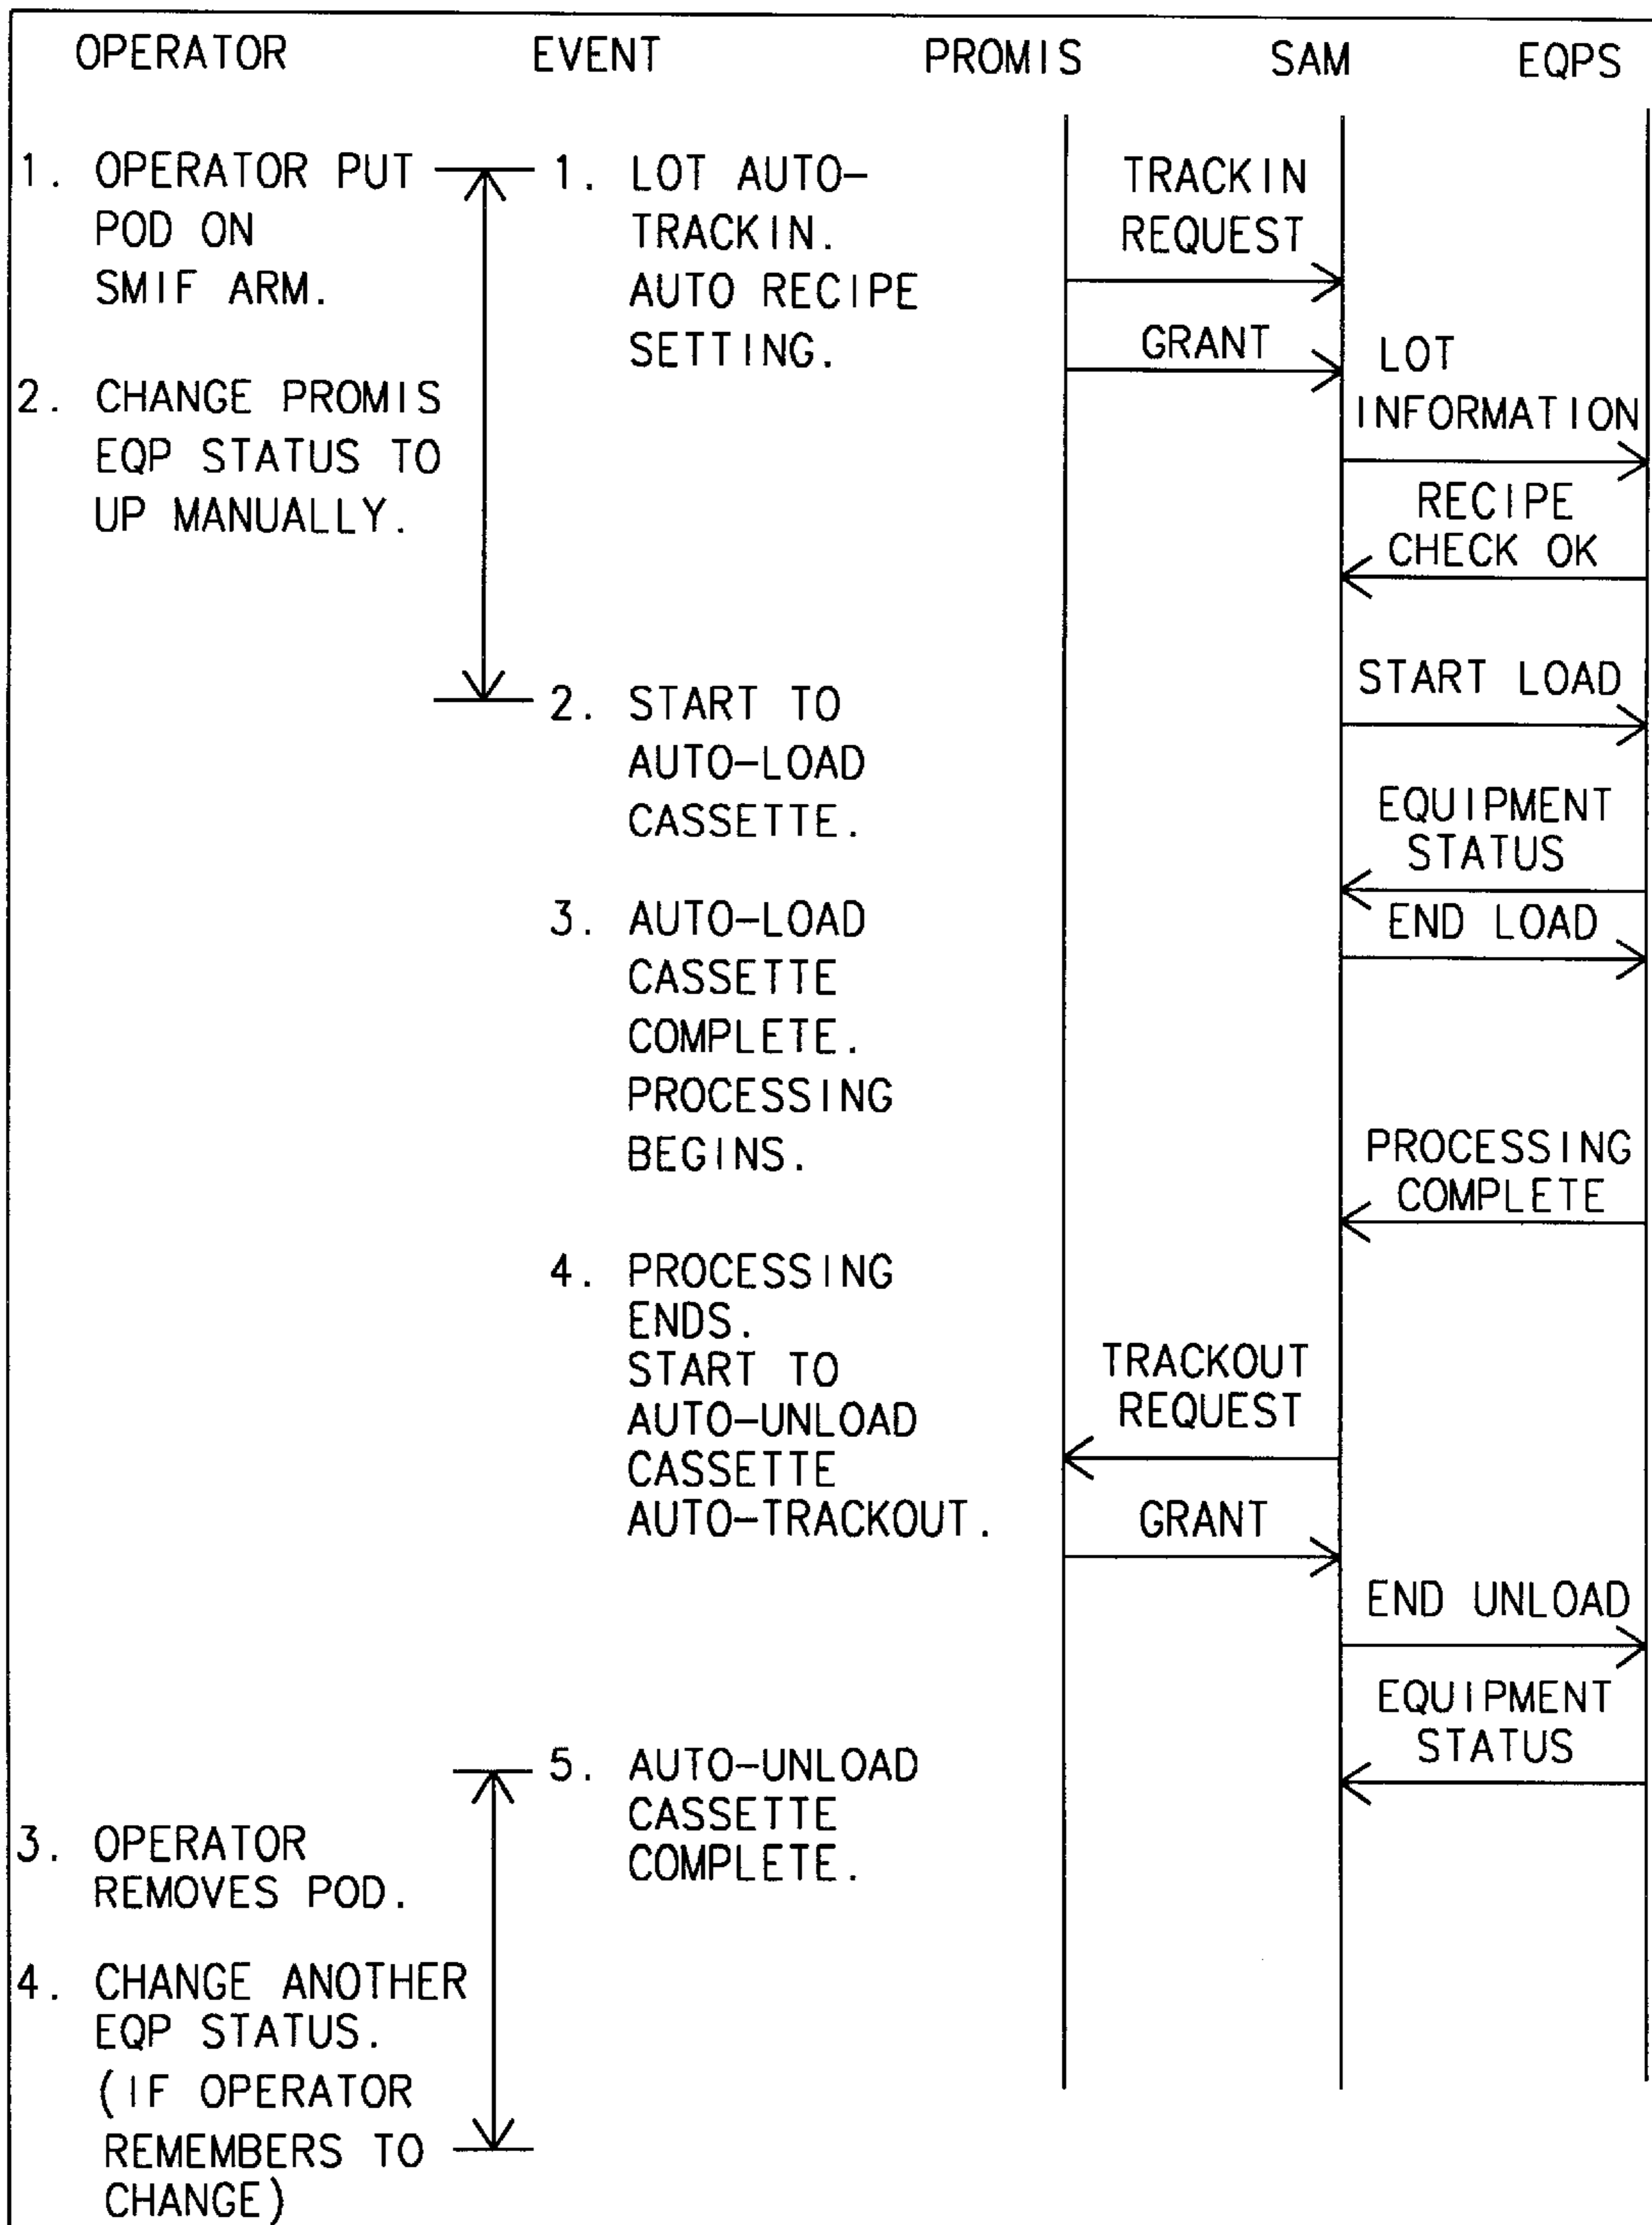 OPERATOR EVENT PROMIS SAM EQPS
1. OPERATOR PUT
POD ON
SMIF ARM.
2. CHANGE PROMIS
EQP STATUS TO
UP MANUALLY.
3. OPERATOR
REMOVES POD.
4. CHANGE ANOTHER
EQP STATUS.
(IF OPERATOR
REMEMBERS TO
CHANGE)
1. LOT AUTO-
TRACKIN.
AUTO RECIPE
SETTING.
2. START TO
AUTO-LOAD
CASSETTE.
3. AUTO-LOAD
CASSETTE
COMPLETE.
PROCESSING
BEGINS.
4. PROCESSING
ENDS.
START TO
AUTO-UNLOAD
CASSETTE
AUTO-TRACKOUT.
5. AUTO-UNLOAD
CASSETTE
COMPLETE.
TRACKIN
REQUEST
GRANT
TRACKOUT
REQUEST
GRANT
LOT
INFORMATION
RECIPE
CHECK OK
START LOAD
EQUIPMENT
STATUS
END LOAD
PROCESSING
COMPLETE
END UNLOAD
EQUIPMENT
STATUS